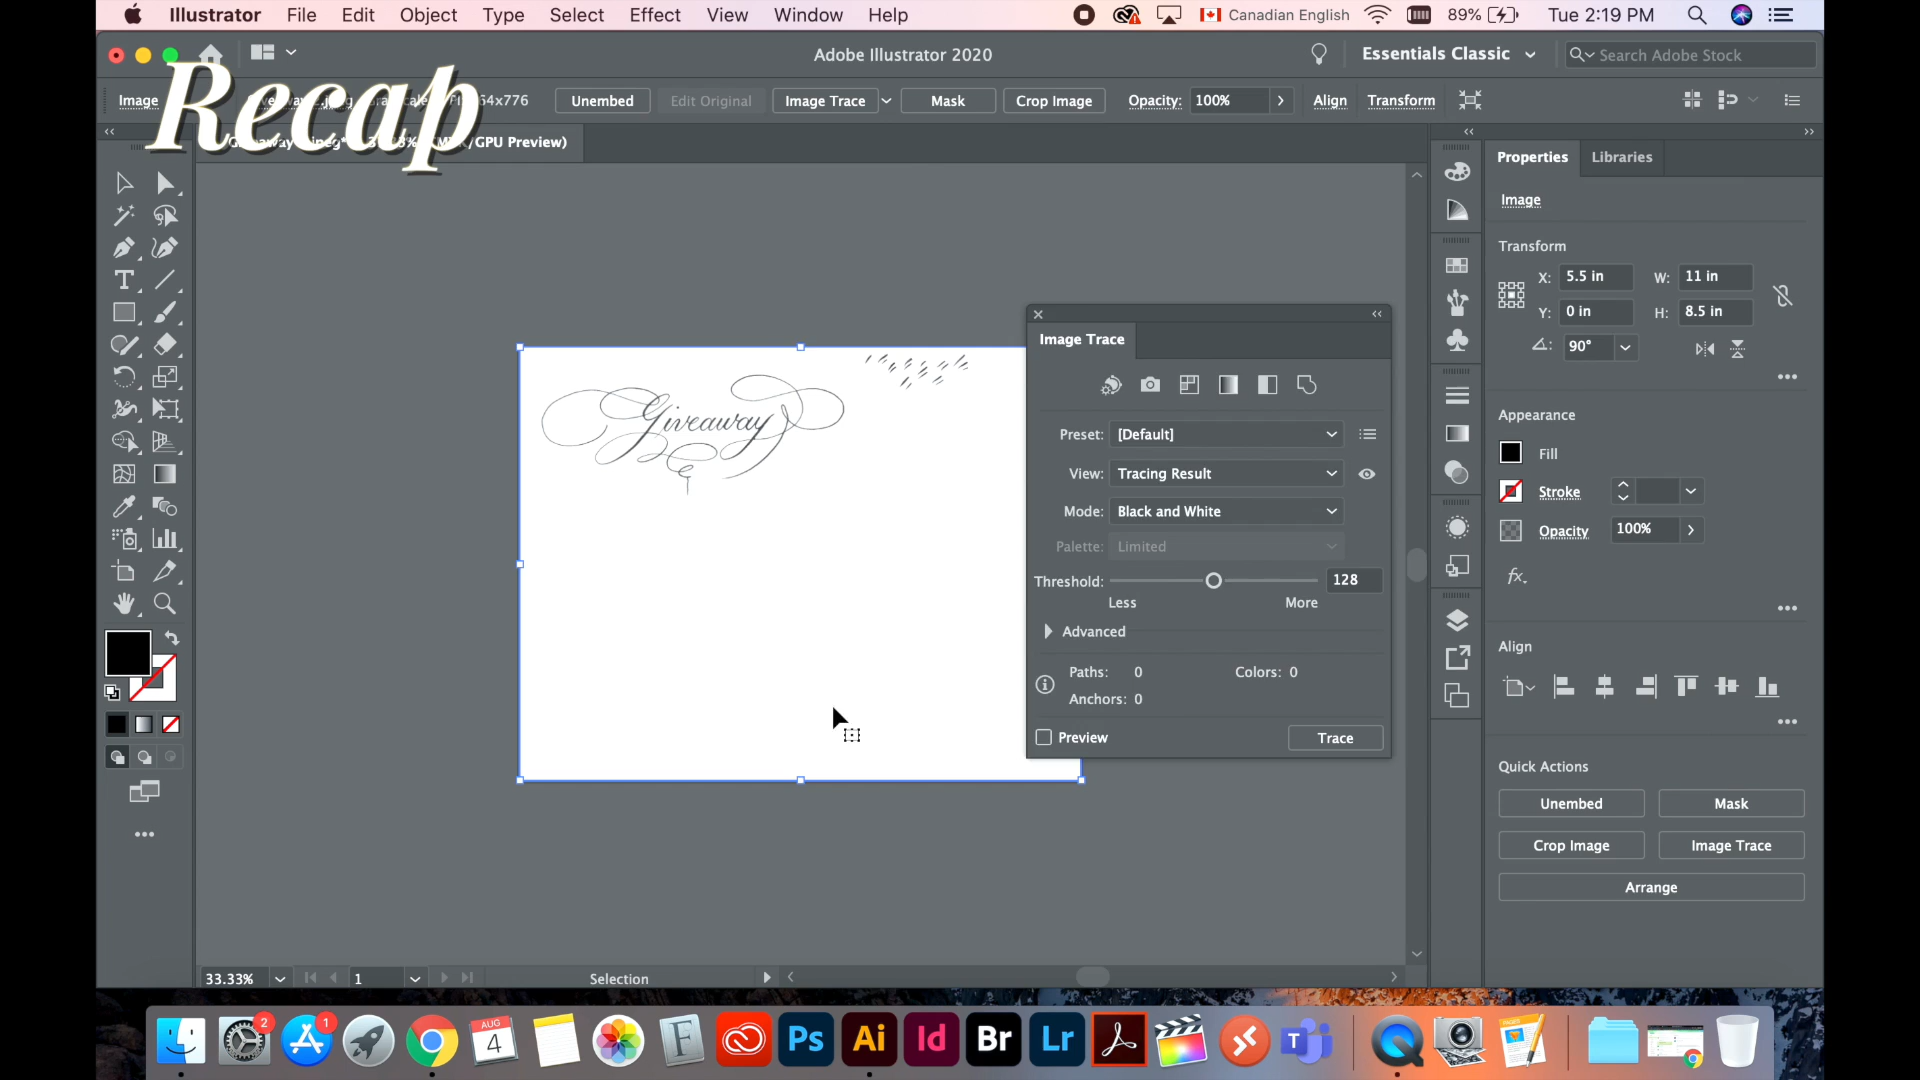 Illustrator File Edit Object Type Select Effect View Window Help Canadian English 89% Tue 2:19 PM
Adobe Illustrator 2020 Essentials Classic Search Adobe Stock
Recap
Image 64x776 Unembed Edit Original Image Trace Mask Crop Image Opacity: 100% Align Transform
/GPU Preview)
Properties Libraries
Image
Transform
X: 5.5 in W: 11 in
Y: 0 in H: 8.5 in
90°
Giveaway
Image Trace
Preset: [Default]
View: Tracing Result
Mode: Black and White
Palette: Limited
Threshold: 128
Less More
Advanced
Paths: 0 Colors: 0
Anchors: 0
Preview Trace
Appearance
Fill
Stroke
Opacity 100%
fx.
Align
Quick Actions
Unembed Mask
Crop Image Image Trace
Arrange
33.33% 1 Selection
2 1 AUG 4 F Ps Ai Id Br Lr T